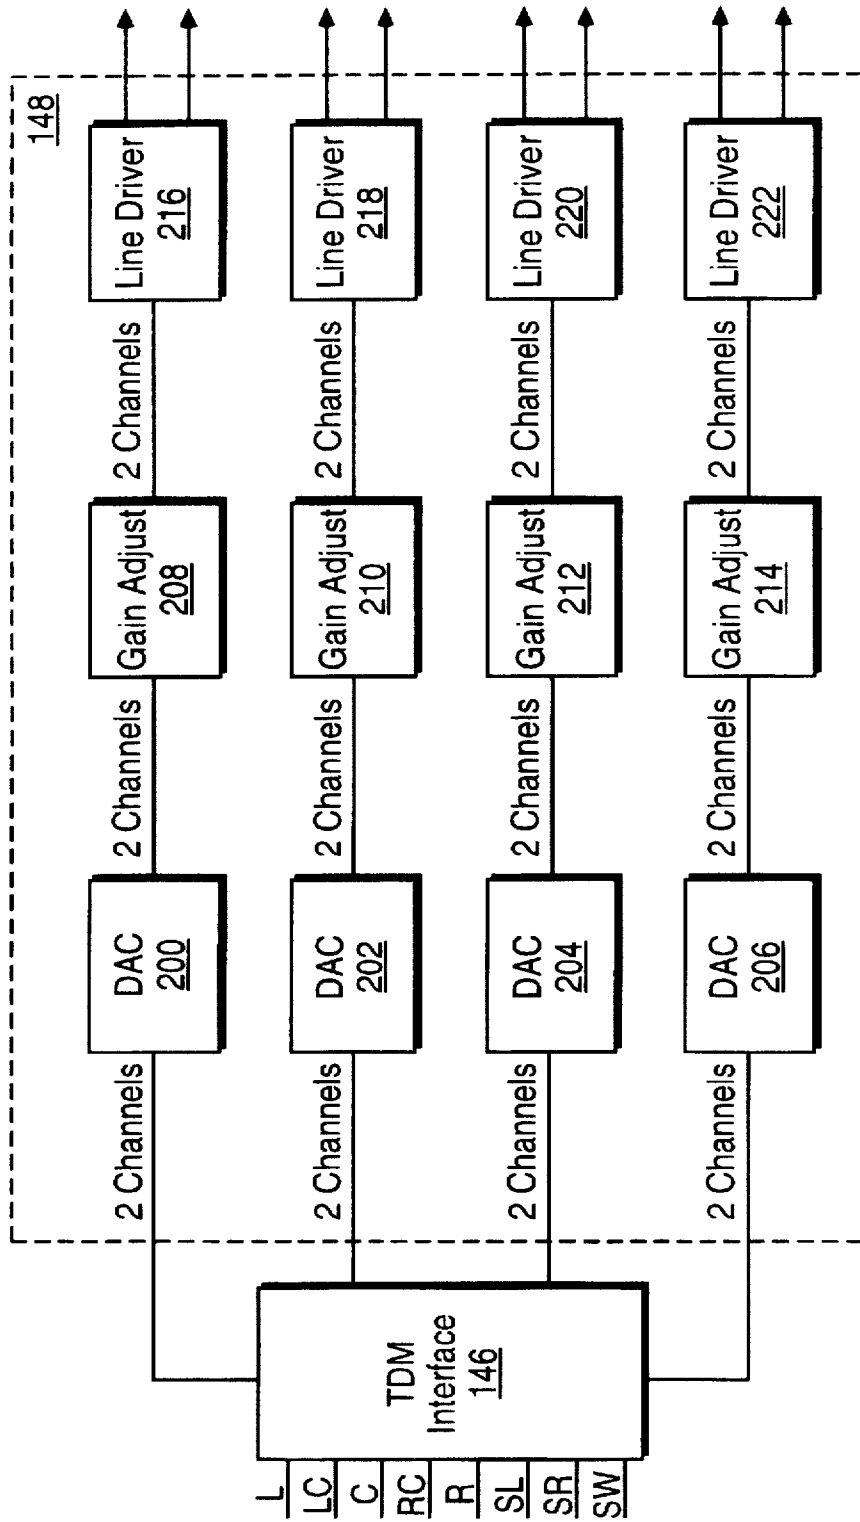 148
L
LC
C
RC
R
SL
SR
SW
TDM
Interface
146
2 Channels
DAC
200
2 Channels
Gain Adjust
208
2 Channels
Line Driver
216
2 Channels
DAC
202
2 Channels
Gain Adjust
210
2 Channels
Line Driver
218
2 Channels
DAC
204
2 Channels
Gain Adjust
212
2 Channels
Line Driver
220
2 Channels
DAC
206
2 Channels
Gain Adjust
214
2 Channels
Line Driver
222